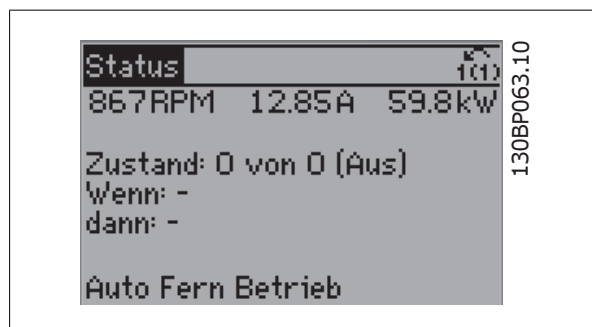 Status 1(1)
867RPM 12.85A 59.8kW
Zustand: 0 von 0 (Aus)
Wenn: -
dann: -
Auto Fern Betrieb
130BP063.10